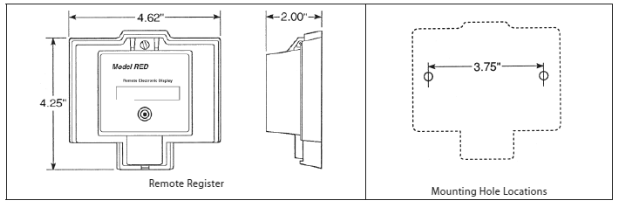 4.62"
2.00"
Model RED
Remote Electronic Display
4.25"
3.75"
Remote Register
Mounting Hole Locations